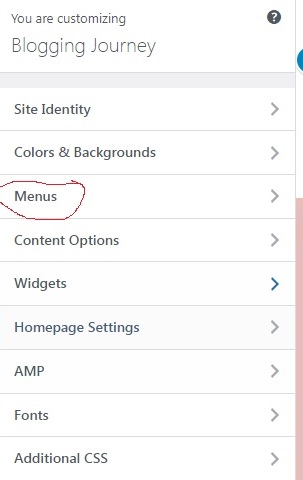 You are customizing
Blogging Journey
Site Identity
Colors & Backgrounds
Menus
Content Options
Widgets
Homepage Settings
AMP
Fonts
Additional CSS